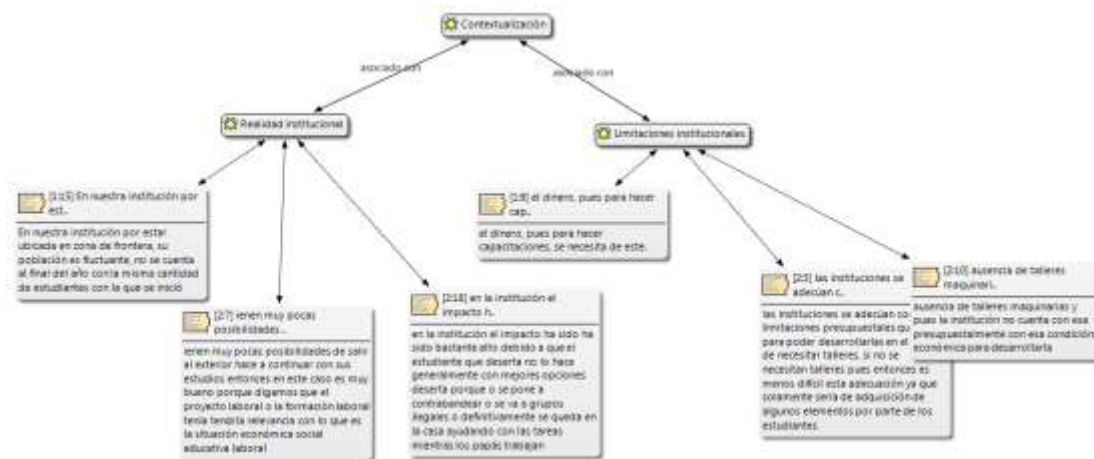 Contextualización
asociado con
asociado con
Realidad institucional
Limitaciones institucionales
[1:15] En nuestra institución por
est..
En nuestra institución por estar
ubicada en zona de frontera, su
población es fluctuante, no se cuenta
al final del año con la misma cantidad
de estudiantes con la que se inició
[1:9] el dinero, pues para hacer
cap..
el dinero, pues para hacer
capacitaciones, se necesita de este.
[2:7] ienen muy pocas
posibilidades...
ienen muy pocas posibilidades de salir
al exterior hace a continuar con sus
estudios entonces en este caso es muy
bueno porque digamos que el
proyecto laboral o la formación laboral
tenía relevancia con lo que es
la situación económica social
educativa laboral
[2:18] en la institución el
impacto h..
en la institución el impacto ha sido ha
sido bastante alto debido a que el
estudiante que deserta no lo hace
generalmente con mejores opciones
deserta porque o se pone a
contrabandear o se va a grupos
ilegales o definitivamente se queda en
la casa ayudando con las tareas
mientras los papás trabajan
las instituciones se
adecúan c..
las instituciones se adecúan co
limitaciones presupuestales qu
para poder desarrollarlas en el
de necesitar talleres, si no se
necesitan talleres pues entonces es
menos difícil esta adecuación ya que
solamente sería de adquisición de
algunos elementos por parte de los
estudiantes
[2:10] ausencia de talleres
maquinari..
ausencia de talleres maquinarias y
pues la institución no cuenta con esa
presupuestalmente con esa condición
económica para desarrollarla